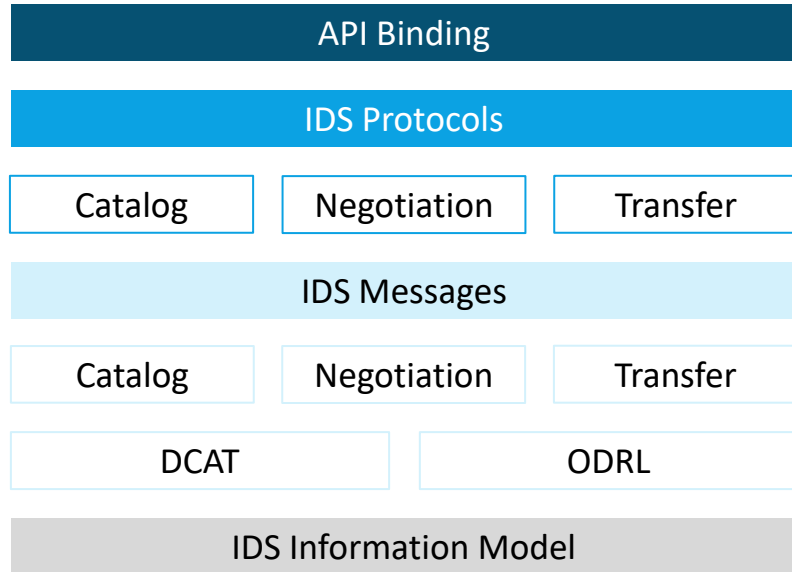 API Binding
IDS Protocols
Catalog Negotiation Transfer
IDS Messages
Catalog Negotiation Transfer
DCAT ODRL
IDS Information Model